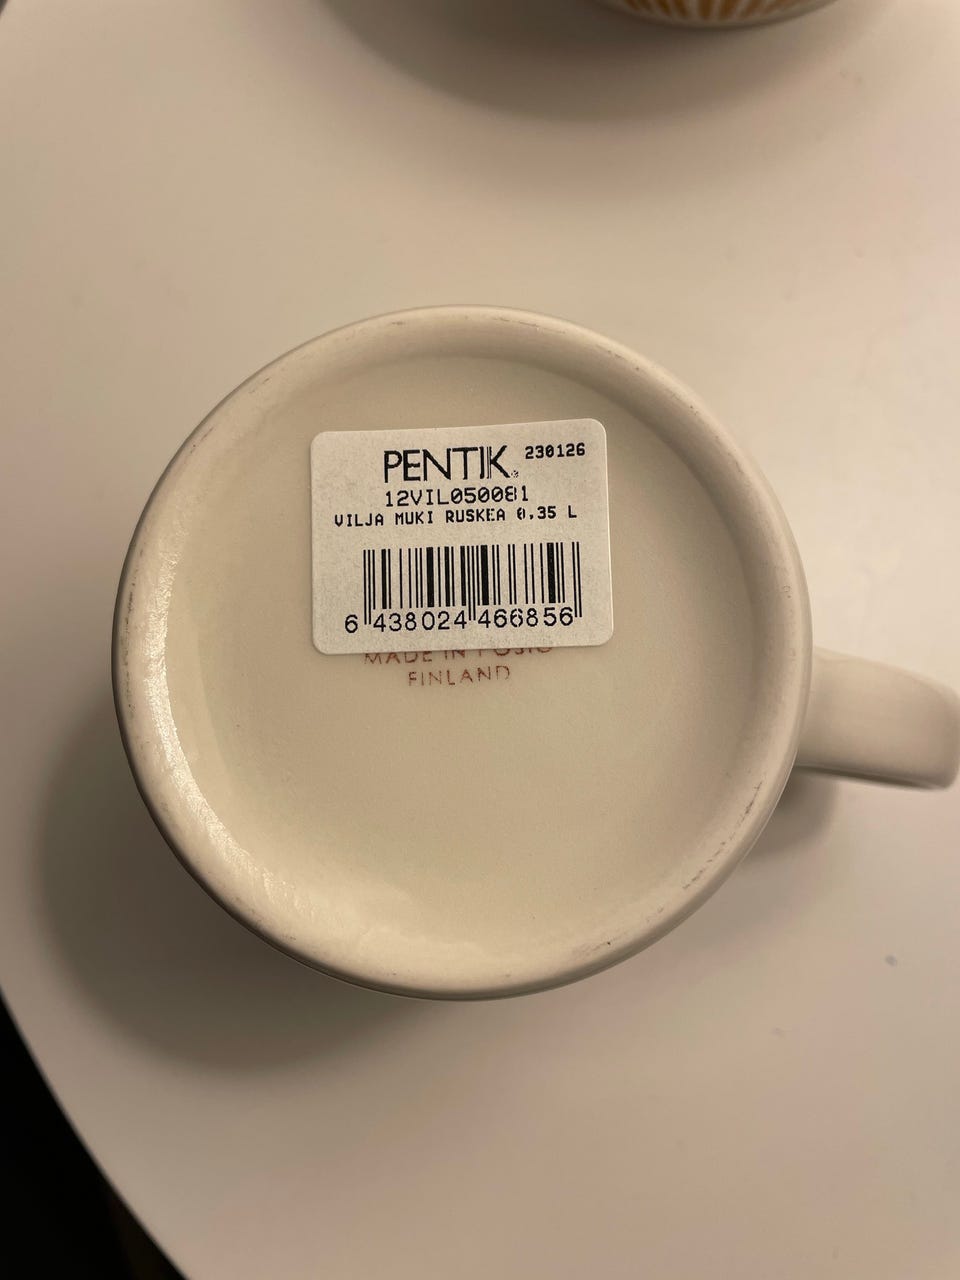 PENTIK
230126
12VIL050081
VILJA MUKI RUSKEA 0,35 L
6 438024 466856
MADE IN POSIO
FINLAND